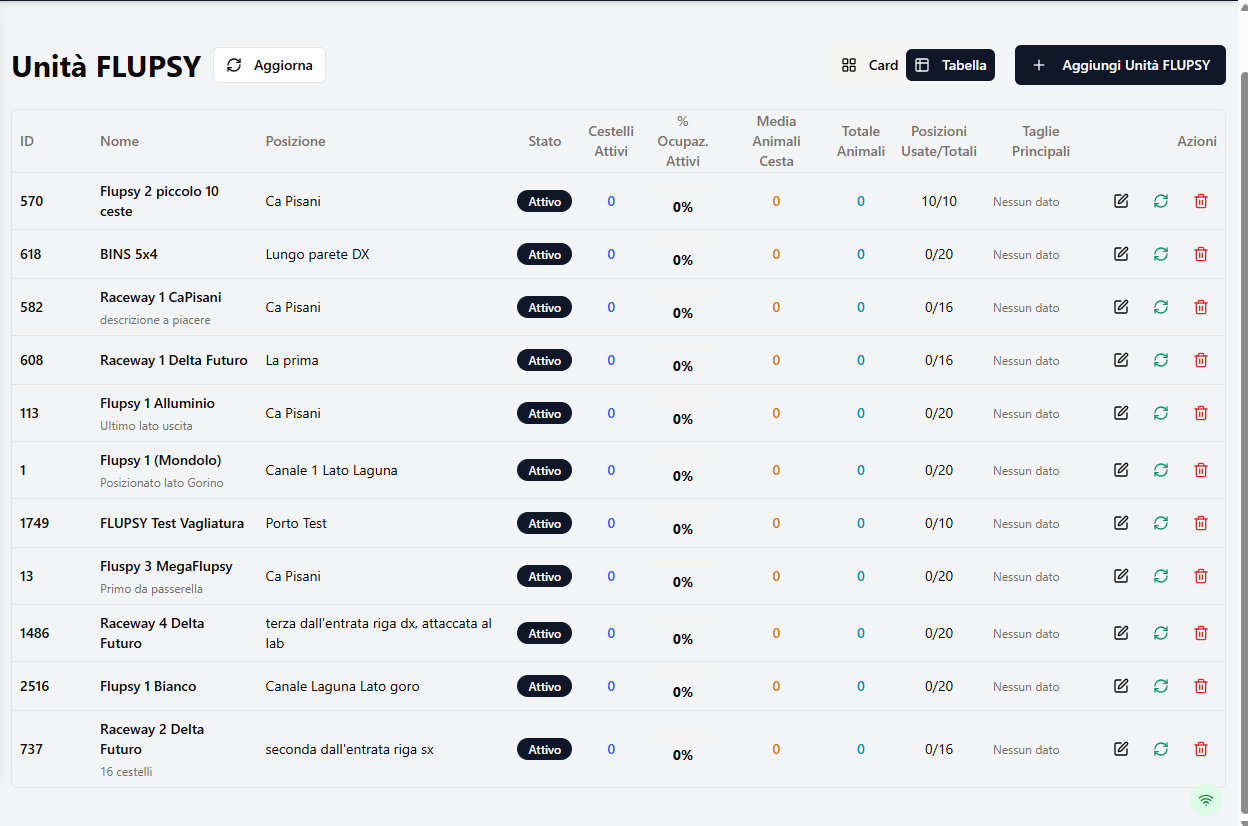 Unità FLUPSY
Aggiorna
Card
Tabella
+ Aggiungi Unità FLUPSY
ID Nome Posizione Stato Cestelli Attivi % Ocupaz. Attivi Media Animali Cesta Totale Animali Posizioni Usate/Totali Taglie Principali Azioni
570 Flupsy 2 piccolo 10 ceste Ca Pisani Attivo 0 0% 0 0 10/10 Nessun dato
618 BINS 5x4 Lungo parete DX Attivo 0 0% 0 0 0/20 Nessun dato
582 Raceway 1 CaPisani descrizione a piacere Ca Pisani Attivo 0 0% 0 0 0/16 Nessun dato
608 Raceway 1 Delta Futuro La prima Attivo 0 0% 0 0 0/16 Nessun dato
113 Flupsy 1 Alluminio Ultimo lato uscita Ca Pisani Attivo 0 0% 0 0 0/20 Nessun dato
1 Flupsy 1 (Mondolo) Posizionato lato Gorino Canale 1 Lato Laguna Attivo 0 0% 0 0 0/20 Nessun dato
1749 FLUPSY Test Vagliatura Porto Test Attivo 0 0% 0 0 0/10 Nessun dato
13 Fluspy 3 MegaFlupsy Primo da passerella Ca Pisani Attivo 0 0% 0 0 0/20 Nessun dato
1486 Raceway 4 Delta Futuro terza dall'entrata riga dx, attaccata al lab Attivo 0 0% 0 0 0/20 Nessun dato
2516 Flupsy 1 Bianco Canale Laguna Lato goro Attivo 0 0% 0 0 0/20 Nessun dato
737 Raceway 2 Delta Futuro 16 cestelli seconda dall'entrata riga sx Attivo 0 0% 0 0 0/16 Nessun dato